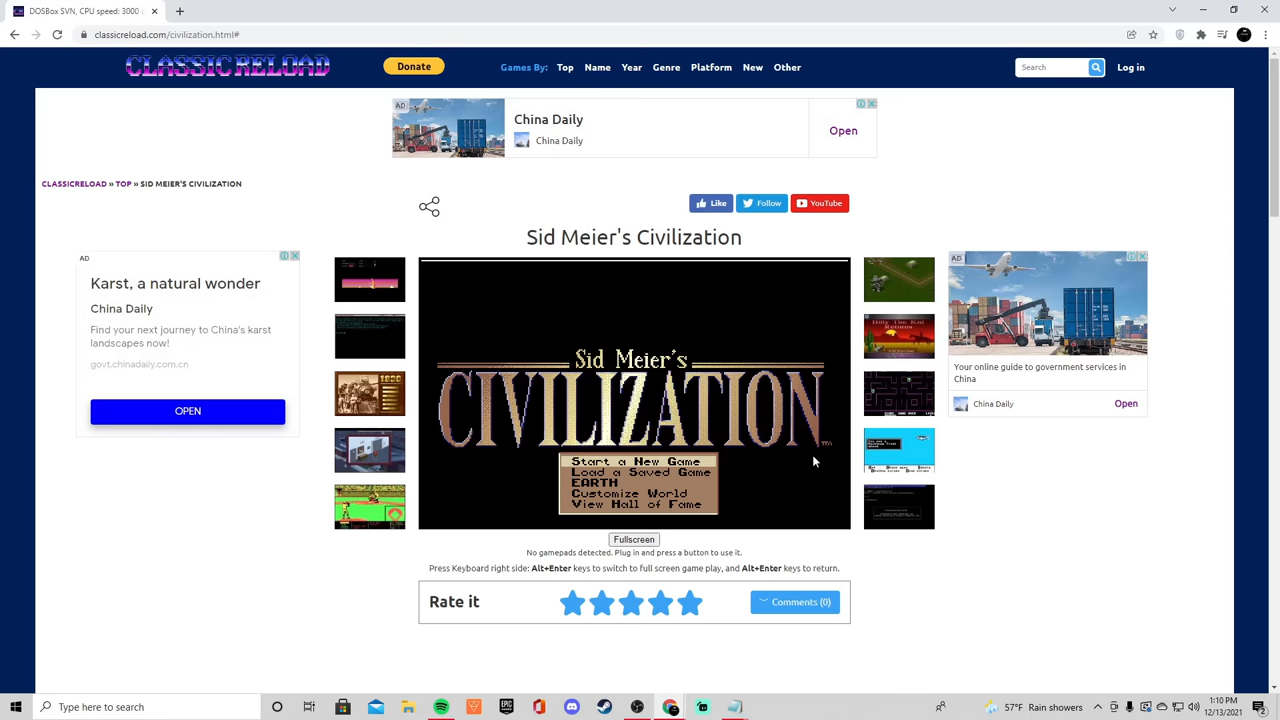 DOSBox SVN, CPU speed: 3000 c
classicreload.com/civilization.html#
CLASSIC RELOAD
Donate
Games By: Top Name Year Genre Platform New Other
Search
Log in
AD
China Daily
China Daily
Open
CLASSICRELOAD » TOP » SID MEIER'S CIVILIZATION
Like
Follow
YouTube
Sid Meier's Civilization
AD
Karst, a natural wonder
China Daily
Find your next journey to China's karst
landscapes now!
govt.chinadaily.com.cn
OPEN
1830
Sid Meier's
CIVILIZATION
Start a New Game
Load a Saved Game
EARTH
Customize World
View Hall of Fame
AD
Your online guide to government services in
China
China Daily
Open
Fullscreen
No gamepads detected. Plug in and press a button to use it.
Press Keyboard right side: Alt+Enter keys to switch to full screen game play, and Alt+Enter keys to return.
Rate it
Comments (0)
Type here to search
57°F Rain showers
1:10 PM
12/13/2021
2